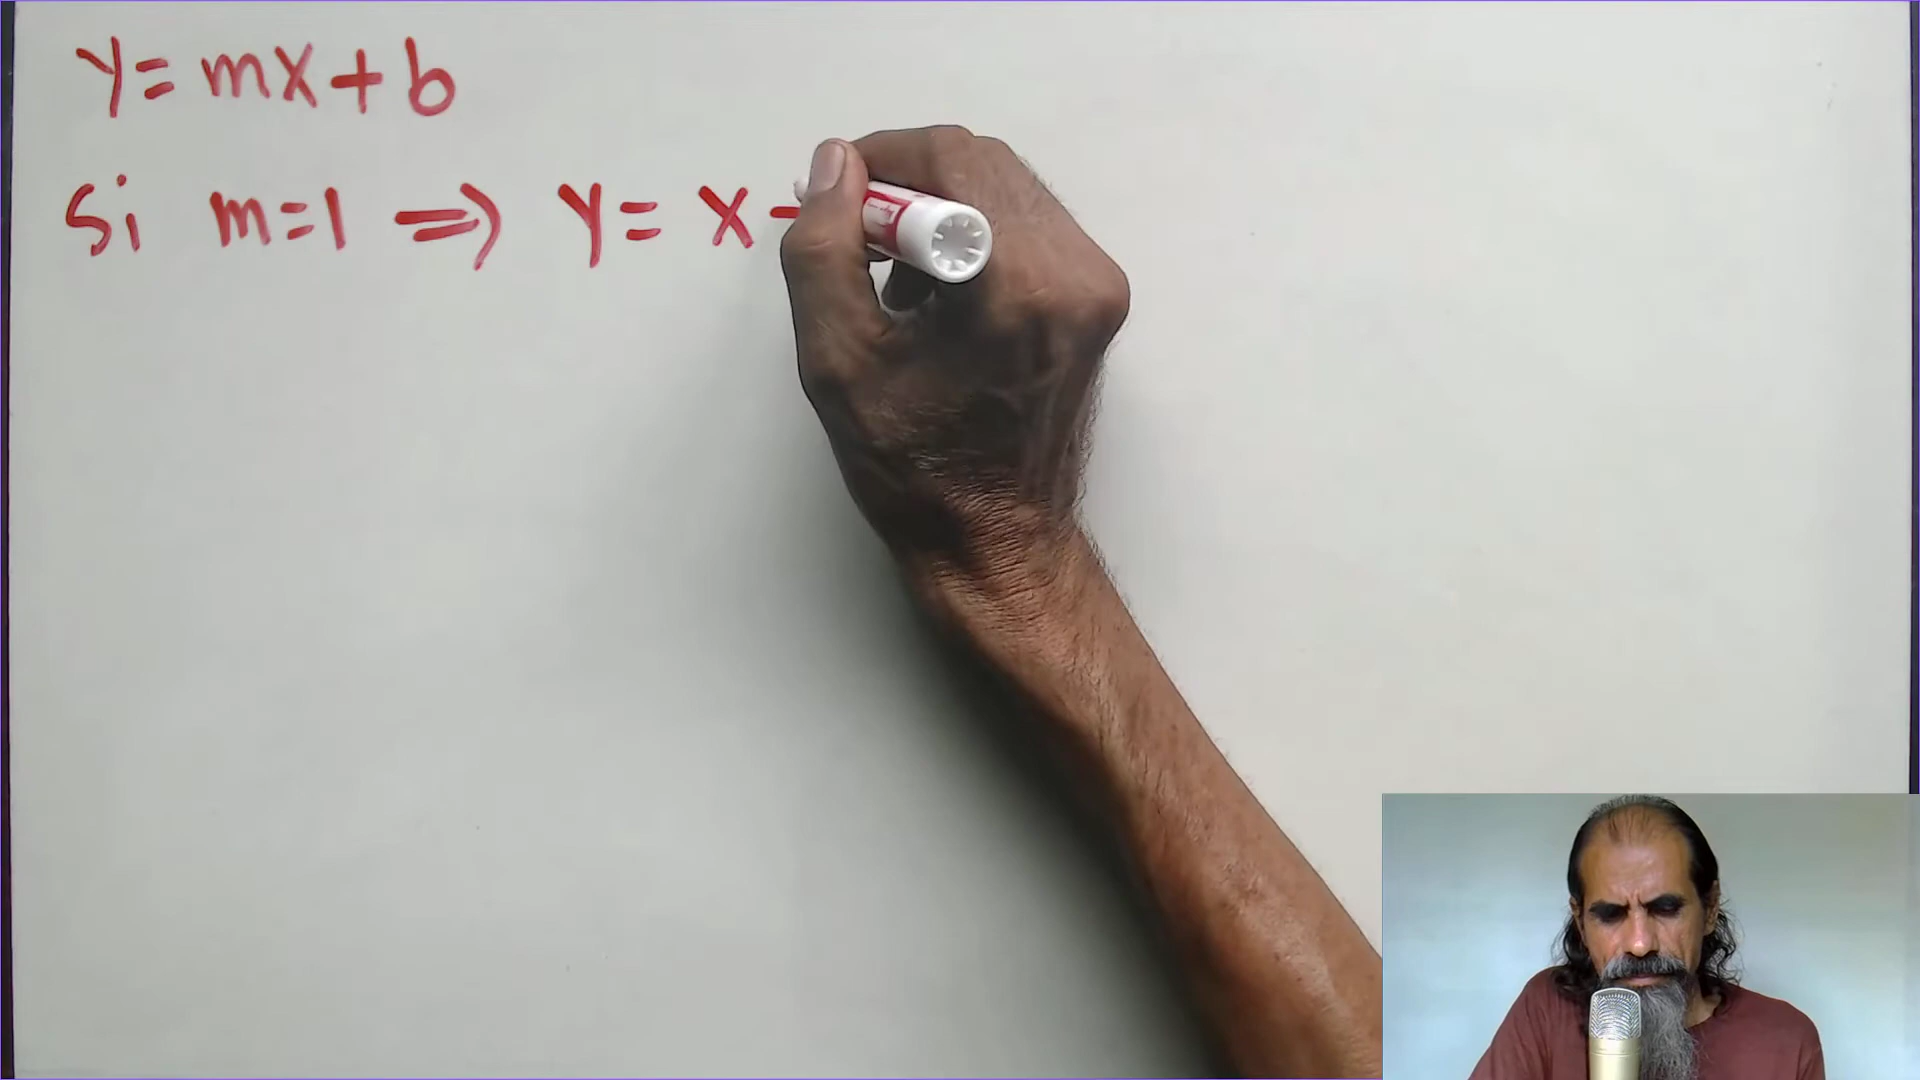 y = mx + b
Si m = 1 ⇒ y = x